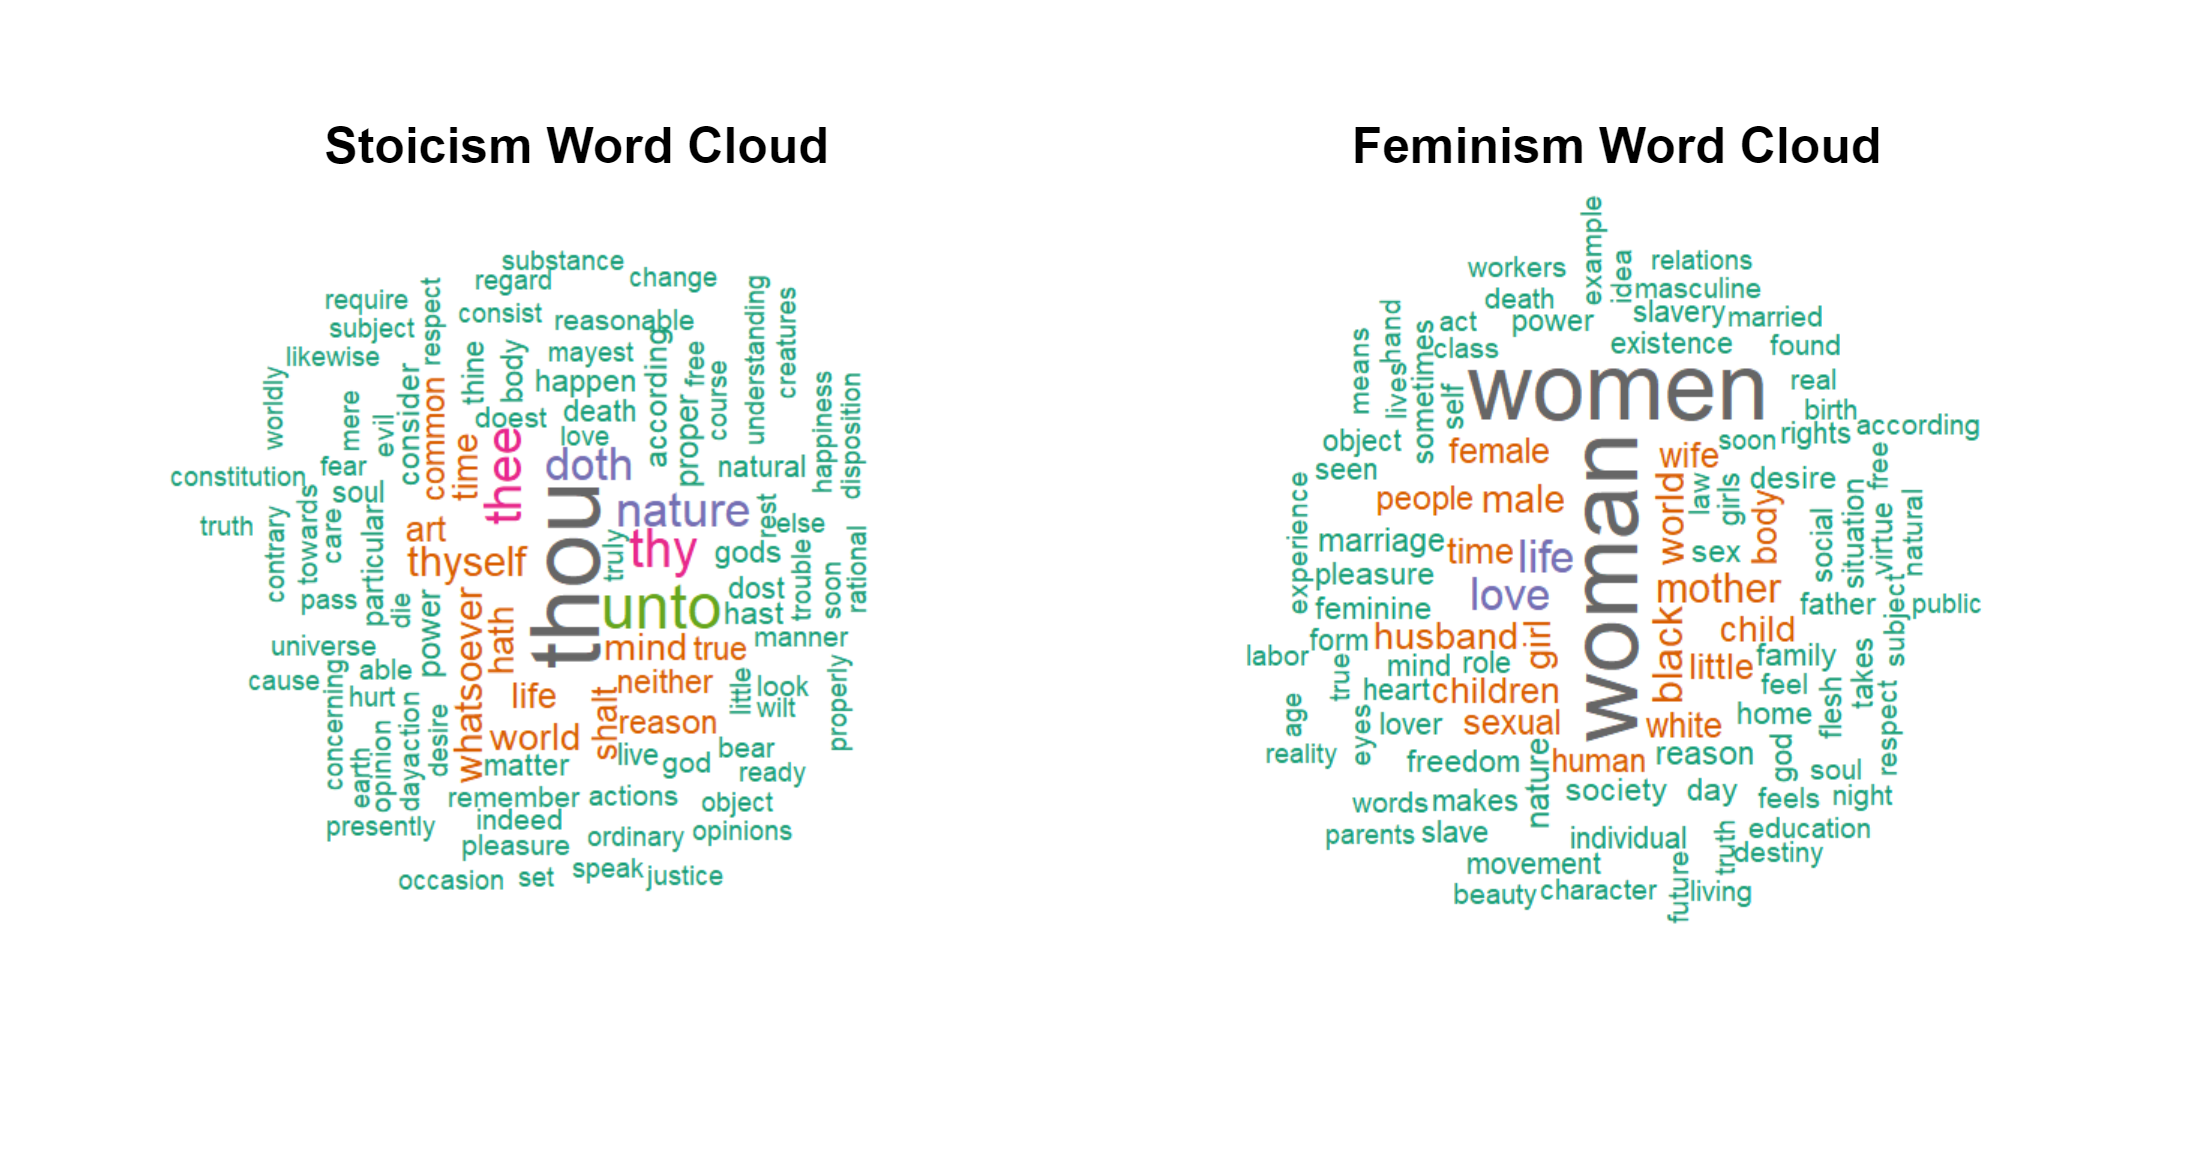 Stoicism Word Cloud
substance
regard
change
require
respect
consist
subject
reasonable
understanding
creatures
likewise
worldly
thine
body
mayest
according
free
course
happen
consider
common
mere
evil
doest
death
proper
happiness
disposition
love
time
thee
doth
natural
constitution
fear
soul
nature
rest
else
truth
contrary
towards
care
particular
art
thyself
thou
truly
thy
gods
trouble
soon
rational
pass
die
power
whatsoever
hath
unto
dost
hast
universe
mind
true
manner
cause
concerning
able
hurt
life
neither
little
look
wilt
properly
earth
opinion
day
action
desire
world
shalt
reason
matter
live
god
bear
ready
presently
remember
actions
object
indeed
ordinary
opinions
pleasure
occasion
set
speak
justice
Feminism Word Cloud
example
workers
idea
relations
death
masculine
means
hand
act
power
slavery
married
sometimes
class
existence
found
lives
self
women
real
birth
object
female
woman
wife
soon
rights
according
seen
people
male
world
law
girls
desire
body
free
experience
marriage
time
life
sex
social
situation
virtue
natural
pleasure
love
mother
feminine
father
subject
public
form
husband
girl
black
child
labor
true
mind
role
little
family
takes
age
heart
children
feel
flesh
respect
eyes
lover
sexual
white
home
reality
freedom
nature
human
reason
god
soul
words
makes
society
day
feels
night
parents
slave
individual
truth
education
movement
destiny
beauty
character
future
living